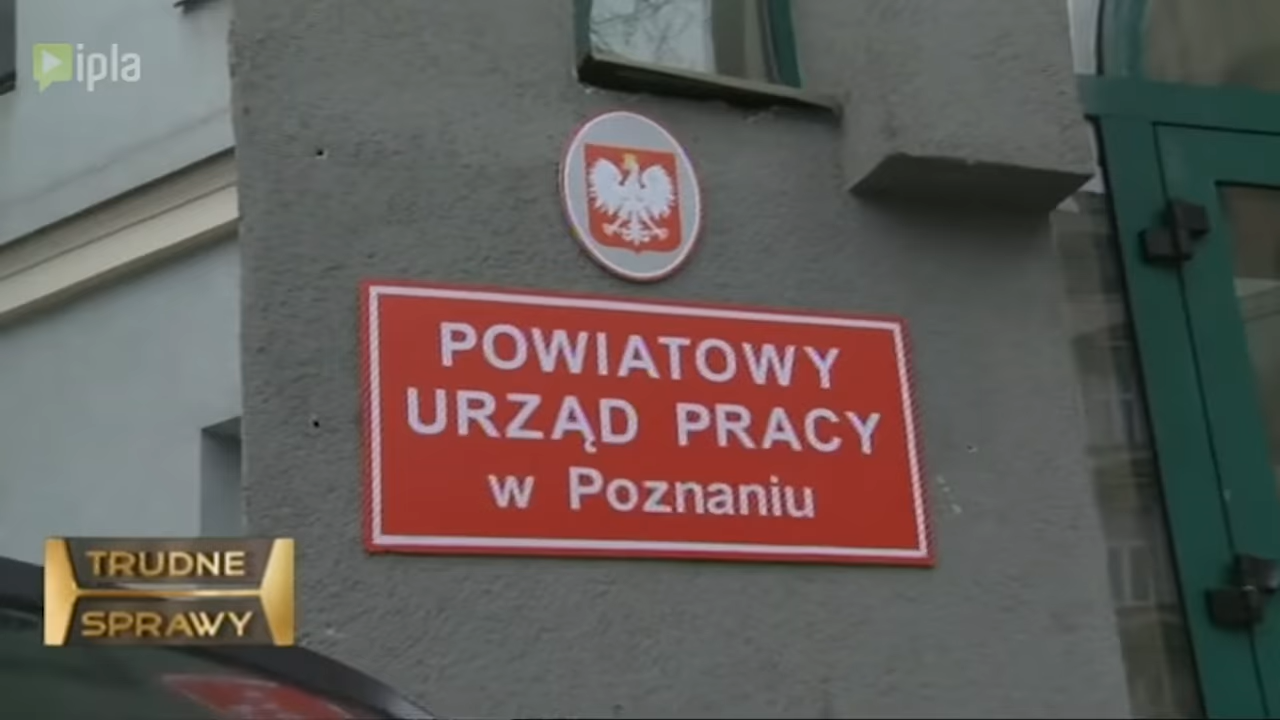 ipla
POWIATOWY
URZĄD PRACY
w Poznaniu
TRUDNE
SPRAWY